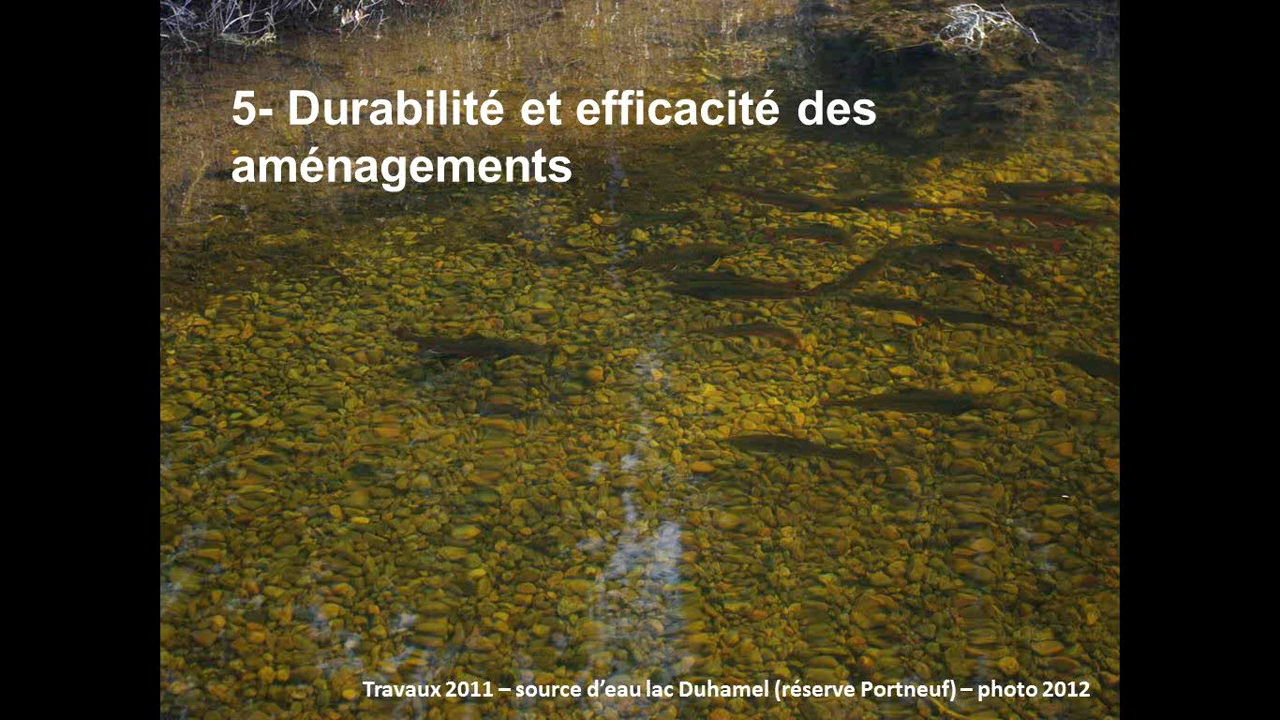 5- Durabilité et efficacité des
aménagements
Travaux 2011 – source d’eau lac Duhamel (réserve Portneuf) – photo 2012